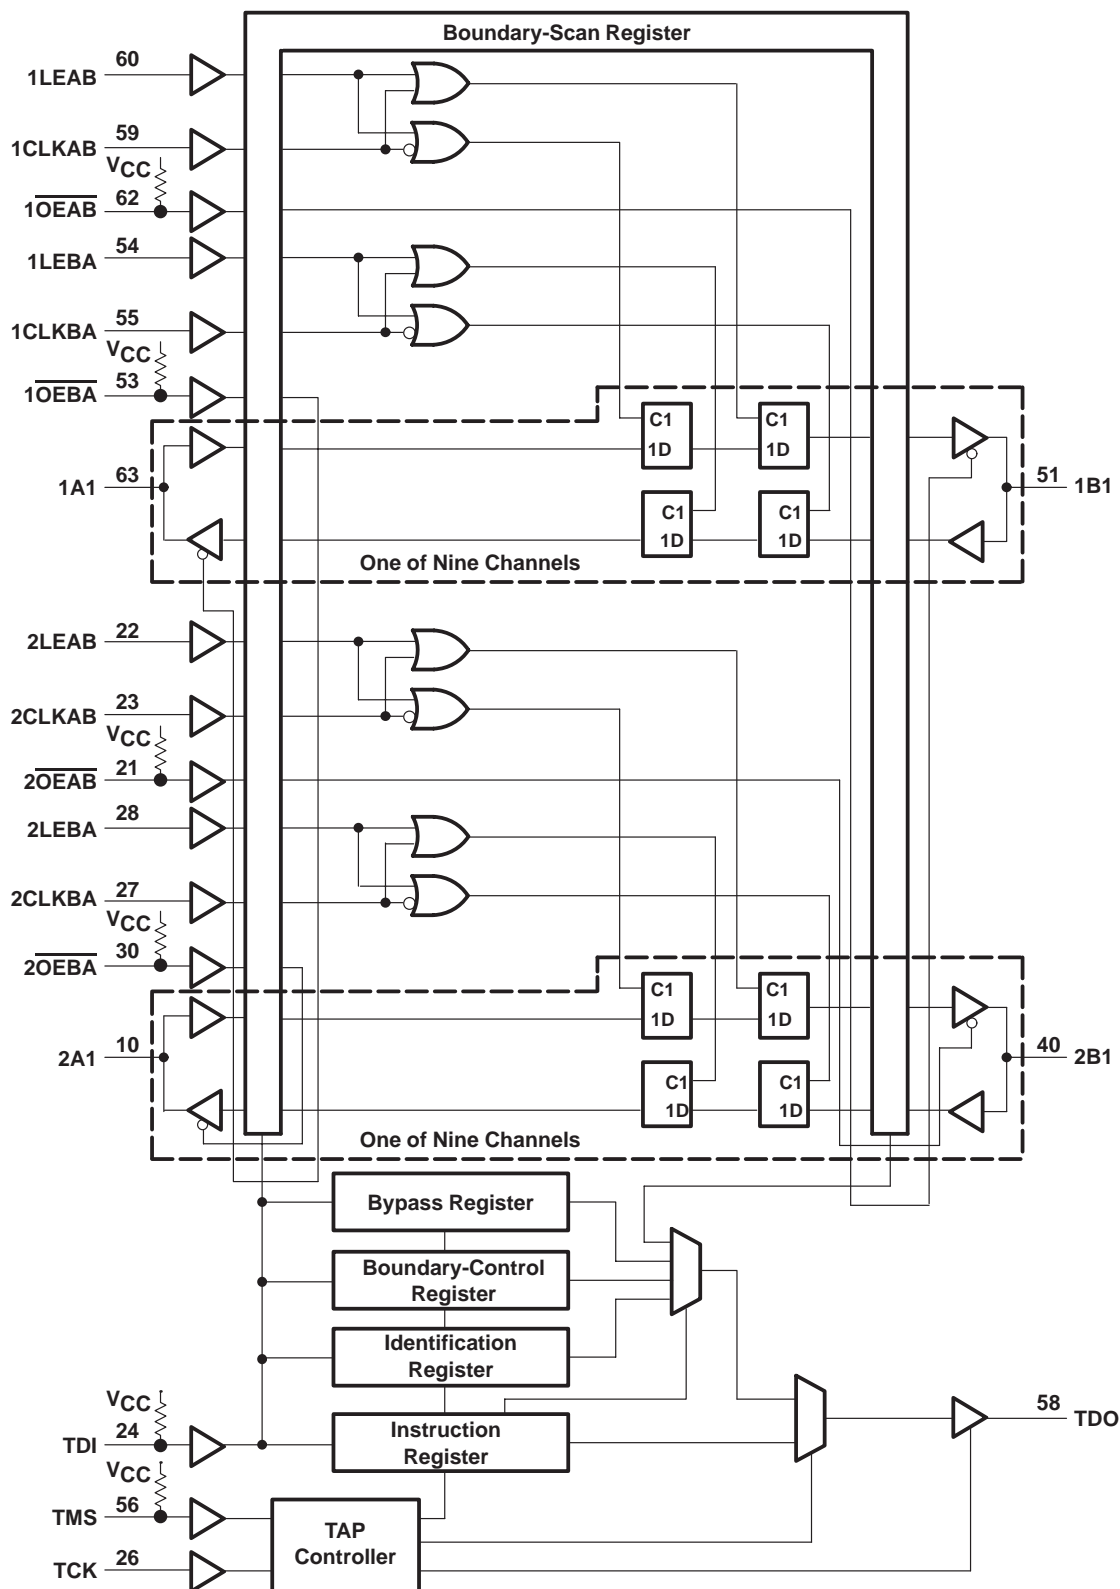 Boundary-Scan Register
1LEAB 60
1CLKAB 59
VCC
1OEAB 62
1LEBA 54
1CLKBA 55
VCC
1OEBA 53
C1 C1
1D 1D
1A1 63
51 1B1
C1 C1
1D 1D
One of Nine Channels
2LEAB 22
2CLKAB 23
VCC
2OEAB 21
2LEBA 28
2CLKBA 27
VCC
2OEBA 30
C1 C1
1D 1D
2A1 10
40 2B1
C1 C1
1D 1D
One of Nine Channels
Bypass Register
Boundary-Control
Register
Identification
Register
VCC
TDI 24
Instruction
Register
58 TDO
VCC
TMS 56
TAP
Controller
TCK 26